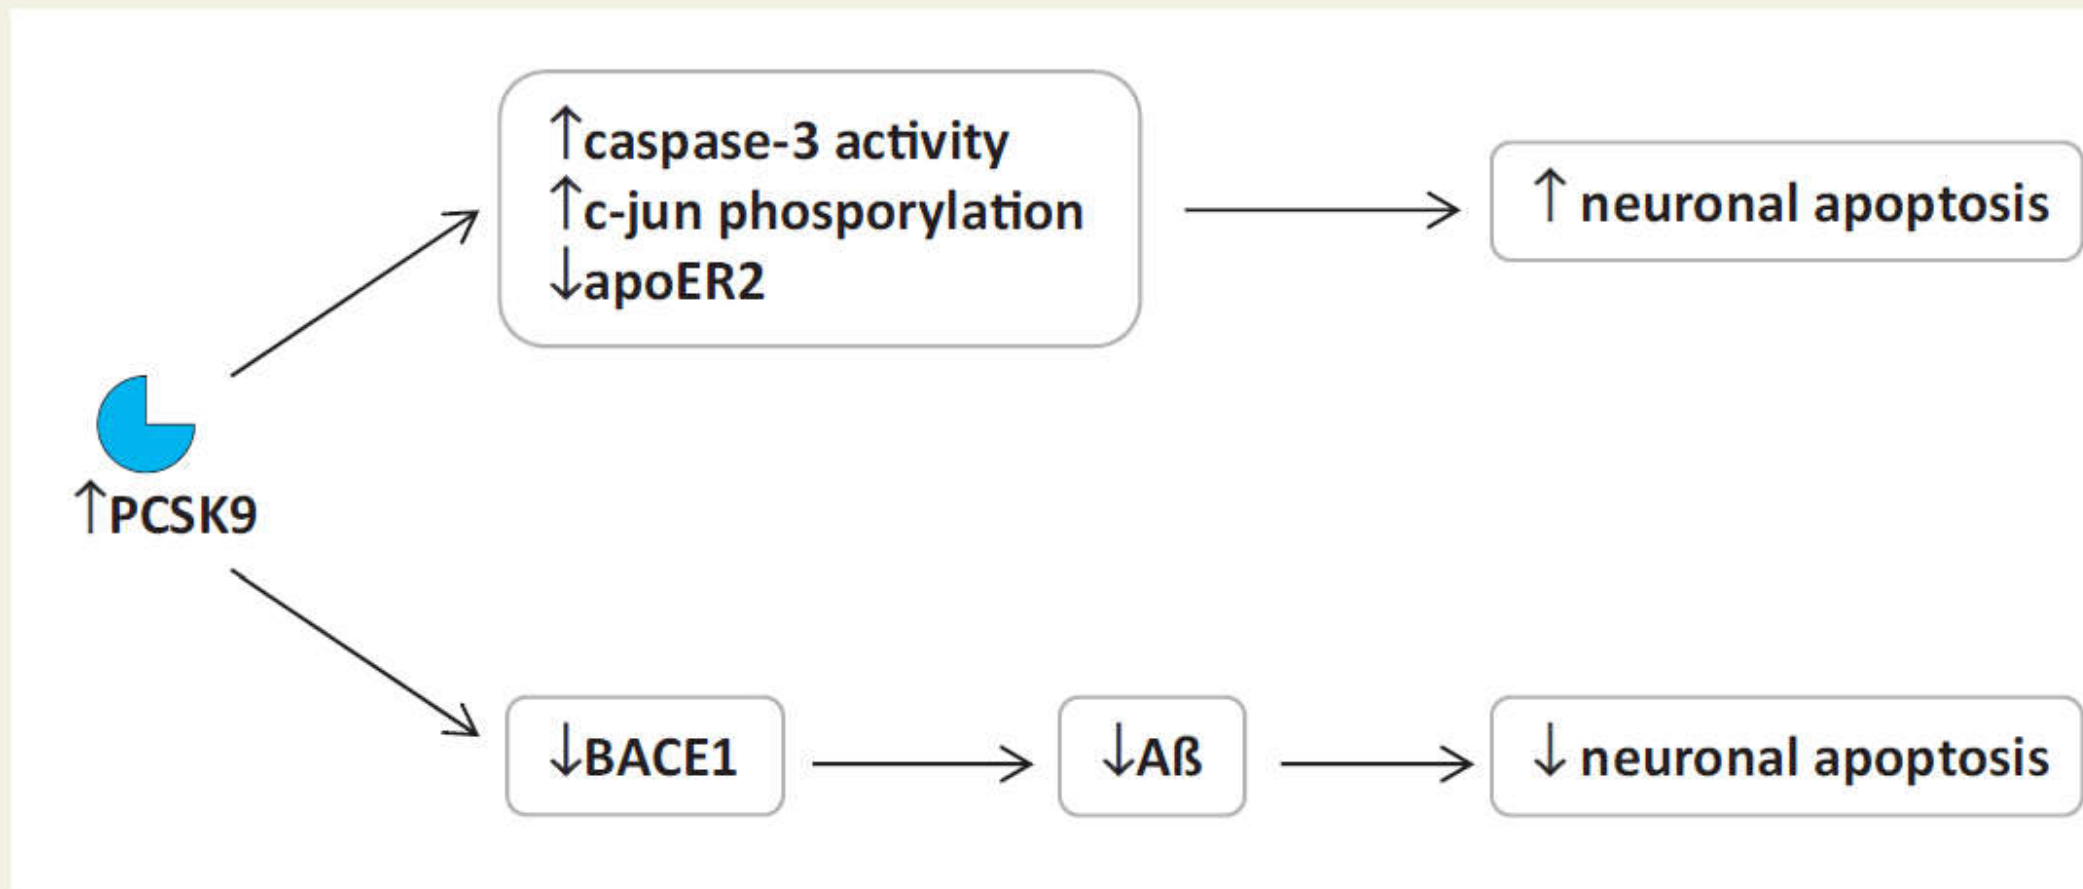 ↑caspase-3 activity
↑c-jun phosporylation
↓apoER2
↑ neuronal apoptosis
↑PCSK9
↓BACE1
↓Aß
↓ neuronal apoptosis